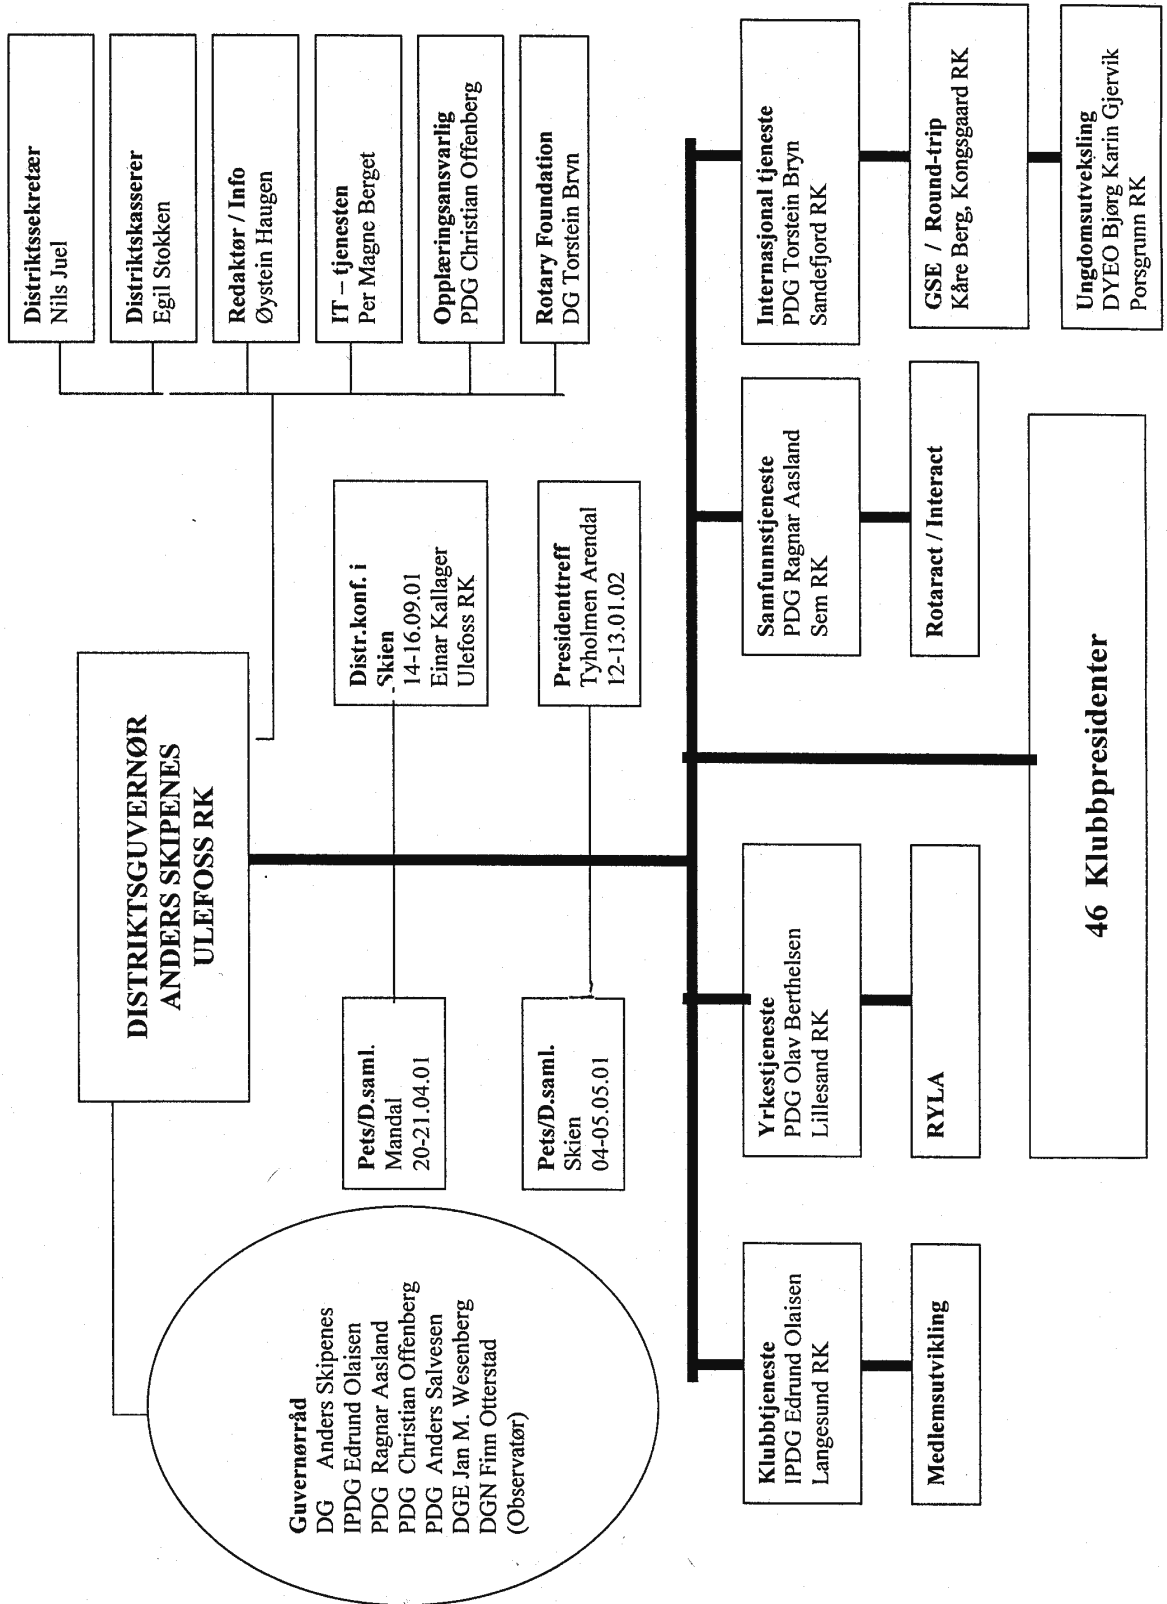 DISTRIKTSGUVERNØR
ANDERS SKIPENES
ULEFOSS RK
Distriktssekretær
Nils Juel
Distriktskasserer
Egil Stokken
Redaktør / Info
Øystein Haugen
IT – tjenesten
Per Magne Berget
Opplæringsansvarlig
PDG Christian Offenberg
Rotary Foundation
DG Torstein Bryn
Guvernørråd
DG Anders Skipenes
IPDG Edrund Olaisen
PDG Ragnar Aasland
PDG Christian Offenberg
PDG Anders Salvesen
DGE Jan M. Wesenberg
DGN Finn Otterstad
(Observatør)
Pets/D.saml.
Mandal
20-21.04.01
Distr.konf. i
Skien
14-16.09.01
Einar Kallager
Ulefoss RK
Pets/D.saml.
Skien
04-05.05.01
Presidenttreff
Tyholmen Arendal
12-13.01.02
Klubbtjeneste
IPDG Edrund Olaisen
Langesund RK
Yrkestjeneste
PDG Olav Berthelsen
Lillesand RK
Samfunnstjeneste
PDG Ragnar Aasland
Sem RK
Internasjonal tjeneste
PDG Torstein Bryn
Sandefjord RK
Medlemsutvikling
RYLA
Rotaract / Interact
GSE / Round-trip
Kåre Berg, Kongsgaard RK
46 Klubbpresidenter
Ungdomsutveksling
DYEO Bjørg Karin Gjervik
Porsgrunn RK